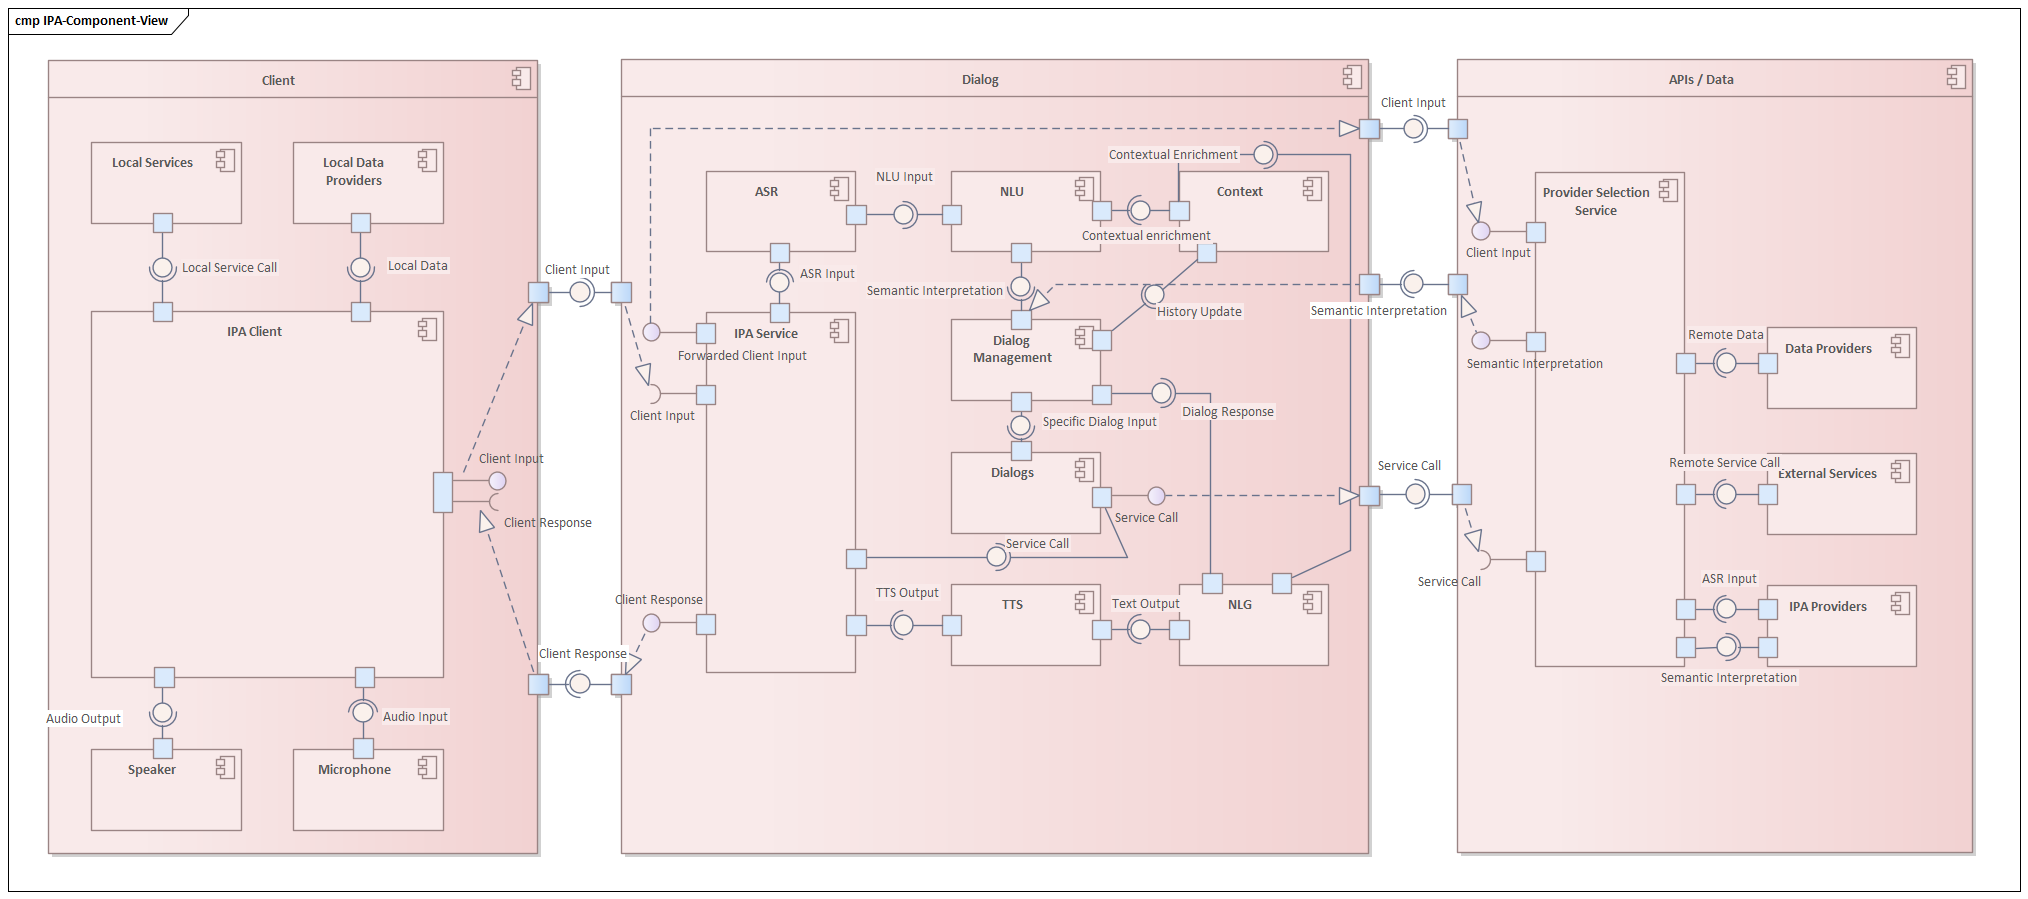 cmp IPA-Component-View
Client
Local Services
Local Data
Providers
Local Service Call
Local Data
IPA Client
Client Input
Client Response
Audio Output
Audio Input
Speaker
Microphone
Client Input
Client Response
Dialog
ASR
NLU Input
NLU
Contextual Enrichment
Context
Contextual enrichment
ASR Input
Semantic Interpretation
History Update
IPA Service
Forwarded Client Input
Client Input
Dialog
Management
Specific Dialog Input
Dialog Response
Dialogs
Service Call
Service Call
Client Response
TTS Output
TTS
Text Output
NLG
Client Input
Semantic Interpretation
Service Call
APIs / Data
Provider Selection
Service
Client Input
Semantic Interpretation
Service Call
Remote Data
Data Providers
Remote Service Call
External Services
ASR Input
IPA Providers
Semantic Interpretation